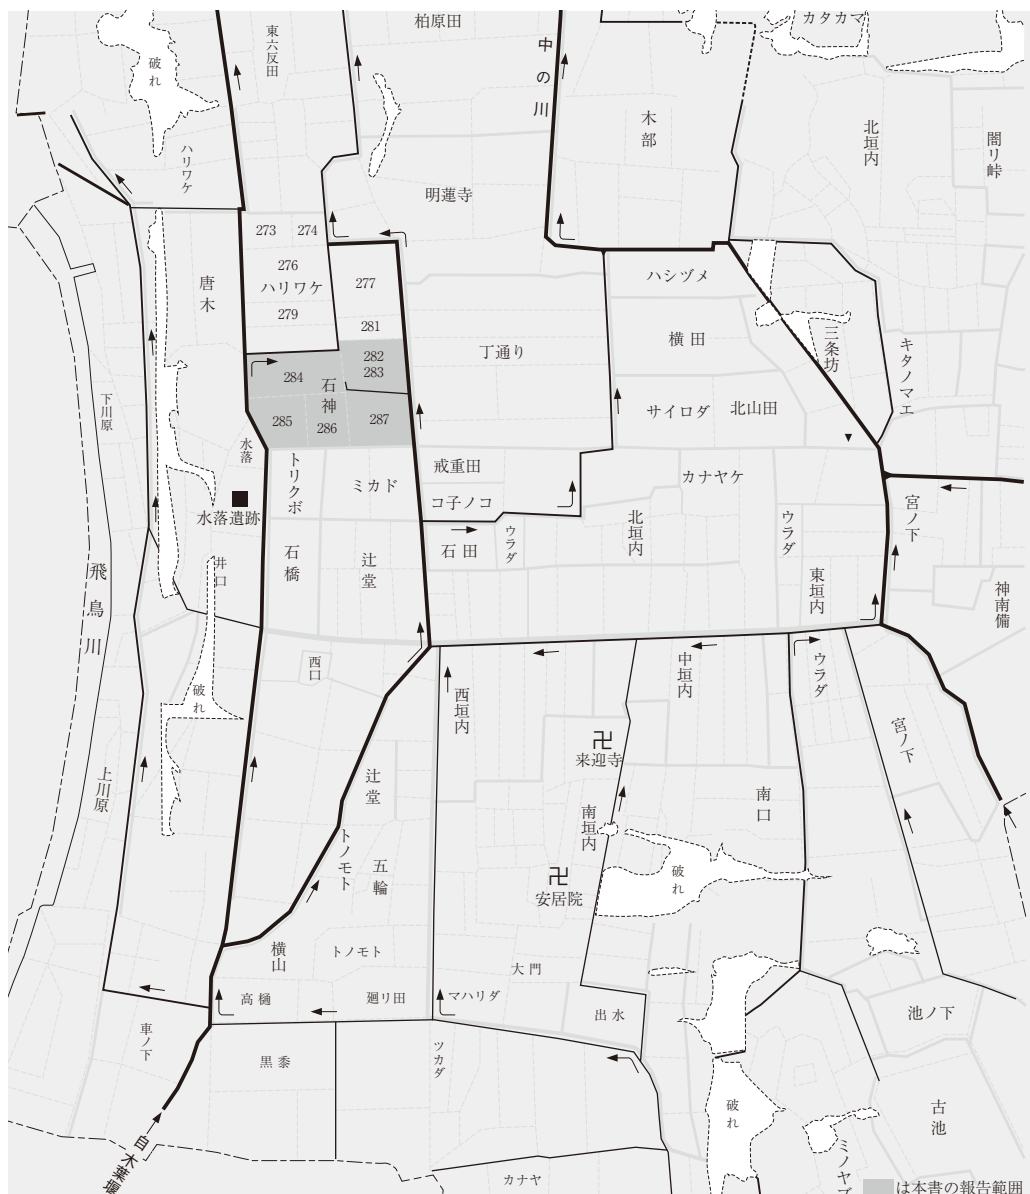 柏原田
カタカマ
東六反田
中の川
破れ
木部
北垣内
闇リ峠
ハリワケ
明蓮寺
273
274
276
ハリワケ
279
277
281
唐木
ハシヅメ
横田
三条坊
キタノマエ
丁通り
282
283
284
石神
285
286
287
サイロダ
北山田
下川原
水落
水落遺跡
トリクボ
ミカド
戒重田
コ子ノコ
カナヤケ
石田
ウラダ
北垣内
ウラダ
東垣内
宮ノ下
神南備
井口
石橋
辻堂
飛鳥川
破れ
西口
西垣内
中垣内
ウラダ
宮ノ下
来迎寺
上川原
辻堂
南垣内
南口
トノモト
五輪
破れ
安居院
横山
トノモト
大門
高樋
廻リ田
マハリダ
出水
池ノ下
車ノ下
黒黍
ツカダ
破れ
古池
自木葉堰
カナヤ
は本書の報告範囲